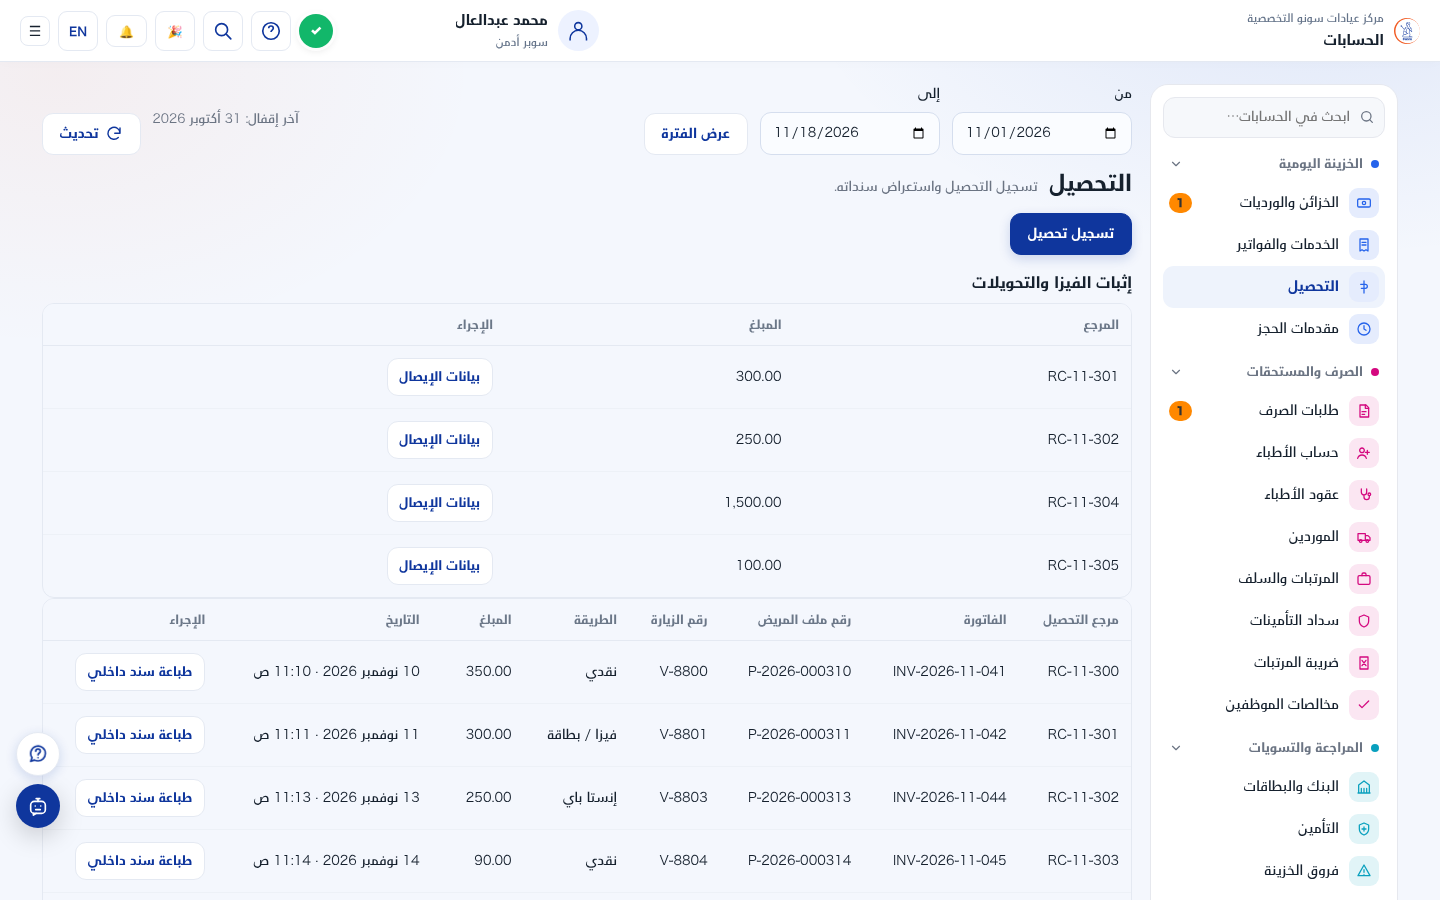 مركز عيادات سونو التخصصية
الحسابات
محمد عبدالعال
سوبر أدمن
EN
ابحث في الحسابات...
الخزينة اليومية
الخزائن والورديات
1
الخدمات والفواتير
التحصيل
مقدمات الحجز
الصرف والمستحقات
طلبات الصرف
1
حساب الأطباء
عقود الأطباء
الموردين
المرتبات والسلف
سداد التأمينات
ضريبة المرتبات
مخالصات الموظفين
المراجعة والتسويات
البنك والبطاقات
التأمين
فروق الخزينة
من
11/01/2026
إلى
11/18/2026
عرض الفترة
آخر إقفال: 31 أكتوبر 2026
تحديث
التحصيل تسجيل التحصيل واستعراض سنداته.
تسجيل تحصيل
إثبات الفيزا والتحويلات
المرجع المبلغ الإجراء
RC-11-301 300.00 بيانات الإيصال
RC-11-302 250.00 بيانات الإيصال
RC-11-304 1,500.00 بيانات الإيصال
RC-11-305 100.00 بيانات الإيصال
مرجع التحصيل الفاتورة رقم ملف المريض رقم الزيارة الطريقة المبلغ التاريخ الإجراء
RC-11-300 INV-2026-11-041 P-2026-000310 V-8800 نقدي 350.00 10 نوفمبر 2026 · 11:10 ص طباعة سند داخلي
RC-11-301 INV-2026-11-042 P-2026-000311 V-8801 فيزا / بطاقة 300.00 11 نوفمبر 2026 · 11:11 ص طباعة سند داخلي
RC-11-302 INV-2026-11-044 P-2026-000313 V-8803 إنستا باي 250.00 13 نوفمبر 2026 · 11:13 ص طباعة سند داخلي
RC-11-303 INV-2026-11-045 P-2026-000314 V-8804 نقدي 90.00 14 نوفمبر 2026 · 11:14 ص طباعة سند داخلي